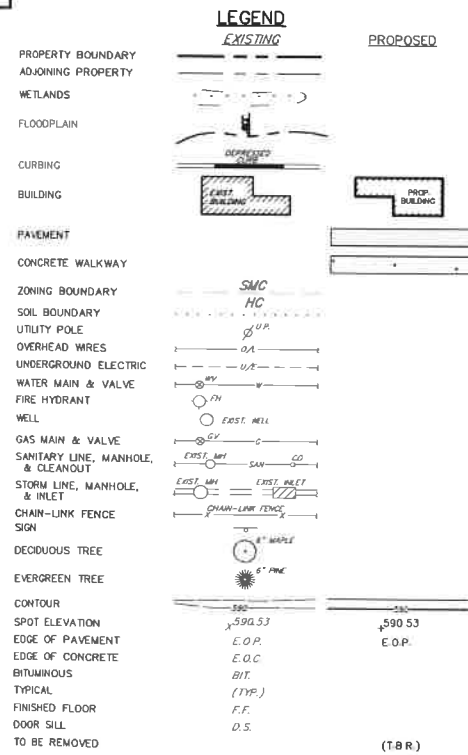 LEGEND
EXISTING PROPOSED
PROPERTY BOUNDARY
ADJOINING PROPERTY
WETLANDS
FLOODPLAIN
CURBING DEPRESSED CURB
BUILDING EXIST. BUILDING PROP. BUILDING
PAVEMENT
CONCRETE WALKWAY
ZONING BOUNDARY SMC
SOIL BOUNDARY HC
UTILITY POLE U.P.
OVERHEAD WIRES
UNDERGROUND ELECTRIC U/E
WATER MAIN & VALVE WV W
FIRE HYDRANT FH
WELL EXIST. WELL
GAS MAIN & VALVE GV G
SANITARY LINE, MANHOLE, & CLEANOUT EXIST. MH SAN CO
STORM LINE, MANHOLE, & INLET EXIST. MH EXIST. INLET
CHAIN-LINK FENCE CHAIN-LINK FENCE
SIGN
DECIDUOUS TREE 8" MAPLE
EVERGREEN TREE 6" PINE
CONTOUR 590 590
SPOT ELEVATION x590.53 +590.53
EDGE OF PAVEMENT E.O.P. E.O.P.
EDGE OF CONCRETE E.O.C.
BITUMINOUS BIT.
TYPICAL (TYP.)
FINISHED FLOOR F.F.
DOOR SILL D.S.
TO BE REMOVED (T.B.R.)